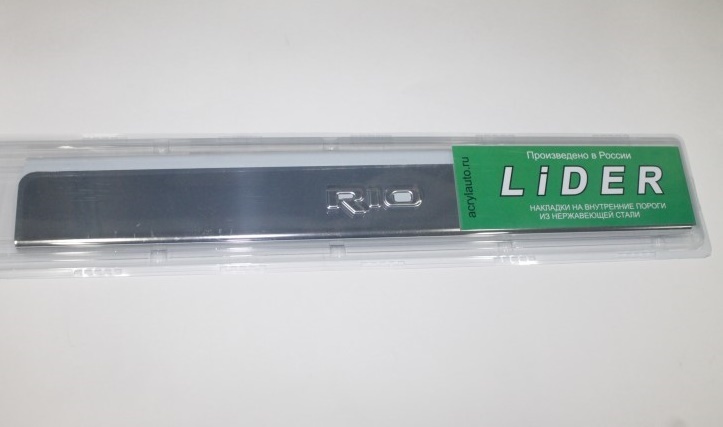 RIO
acrylauto.ru
Произведено в России
LiDER
НАКЛАДКИ НА ВНУТРЕННИЕ ПОРОГИ
ИЗ НЕРЖАВЕЮЩЕЙ СТАЛИ